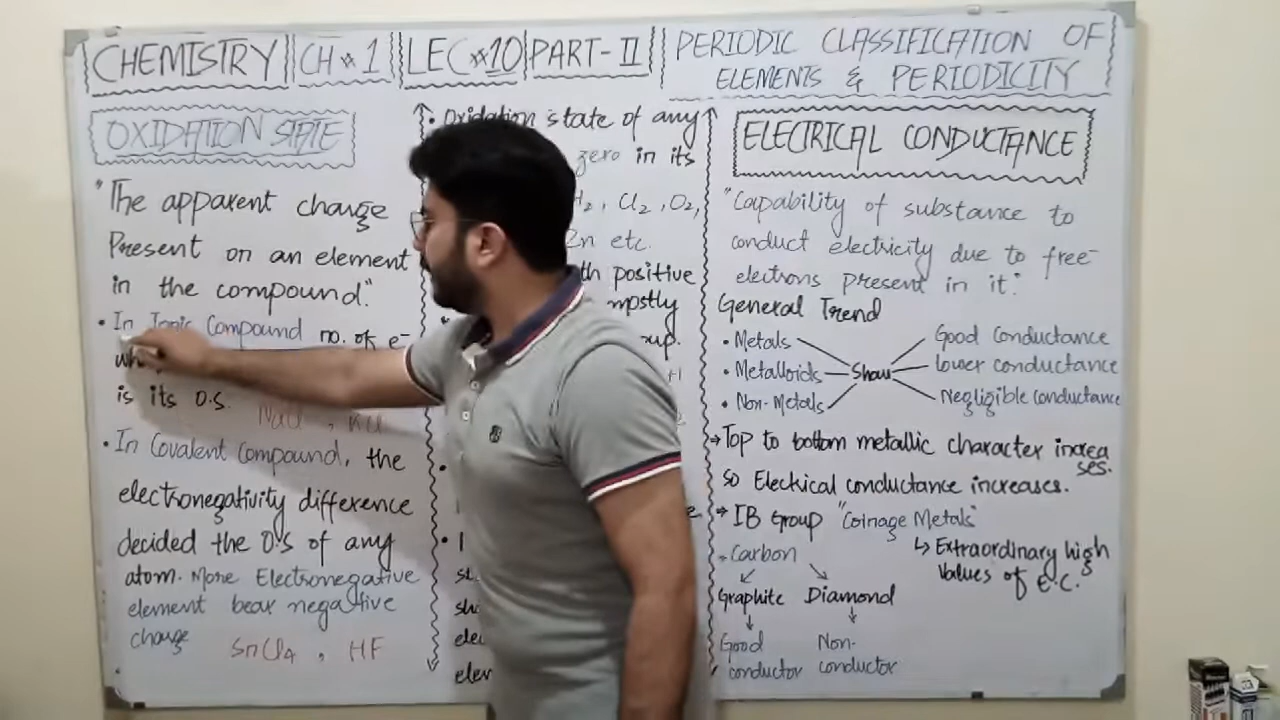 CHEMISTRY CH * 1 LEC * 10 PART-II
PERIODIC CLASSIFICATION OF
ELEMENTS & PERIODICITY
OXIDATION STATE
"The apparent charge
Present on an element
in the compound."
• In Ionic Compound no. of e-
is its O.S.
NaCl , KCl
• In Covalent Compound, the
electronegativity difference
decided the O.S of any
atom. More Electronegative
element bear negative
charge
SnCl4 , HF
• Oxidation state of any
zero in its
H2, Cl2, O2,
Zn etc.
positive
mostly
ELECTRICAL CONDUCTANCE
"Capability of substance to
conduct electricity due to free-
electrons present in it."
General Trend
• Metals
• Metalloids
• Non-Metals
Show
Good Conductance
lower conductance
Negligible conductance
→Top to bottom metallic character increa
ses.
so Electrical conductance increases.
→ IB Group "Coinage Metals"
↳ Extraordinary high
values of E.C.
Carbon
Graphite Diamond
Good Non-
conductor conductor